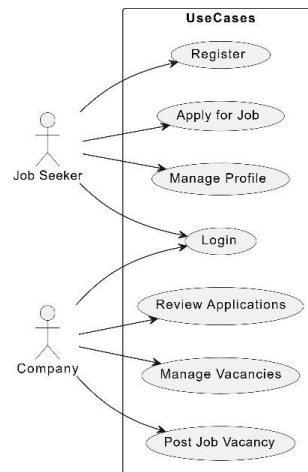 UseCases
Register
Apply for Job
Job Seeker
Manage Profile
Login
Review Applications
Company
Manage Vacancies
Post Job Vacancy